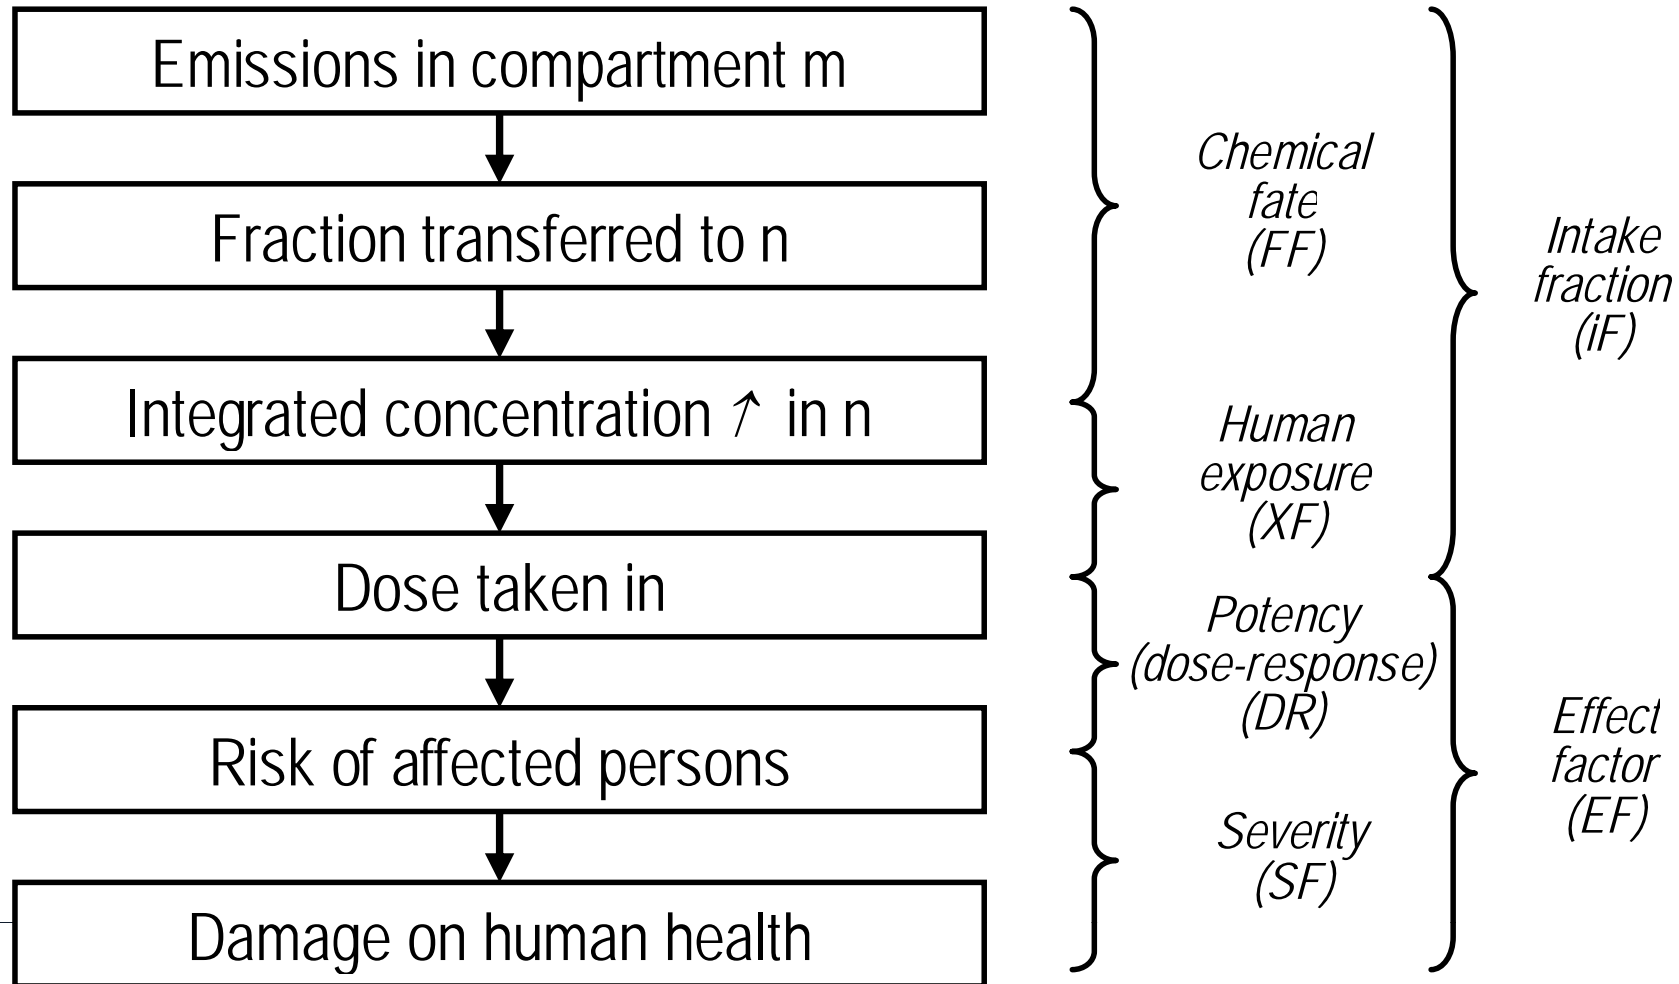 Emissions in compartment m
Fraction transferred to n
Integrated concentration ↑ in n
Dose taken in
Risk of affected persons
Damage on human health
Chemical
fate
(FF)
Human
exposure
(XF)
Potency
(dose-response)
(DR)
Severity
(SF)
Intake
fraction
(iF)
Effect
factor
(EF)